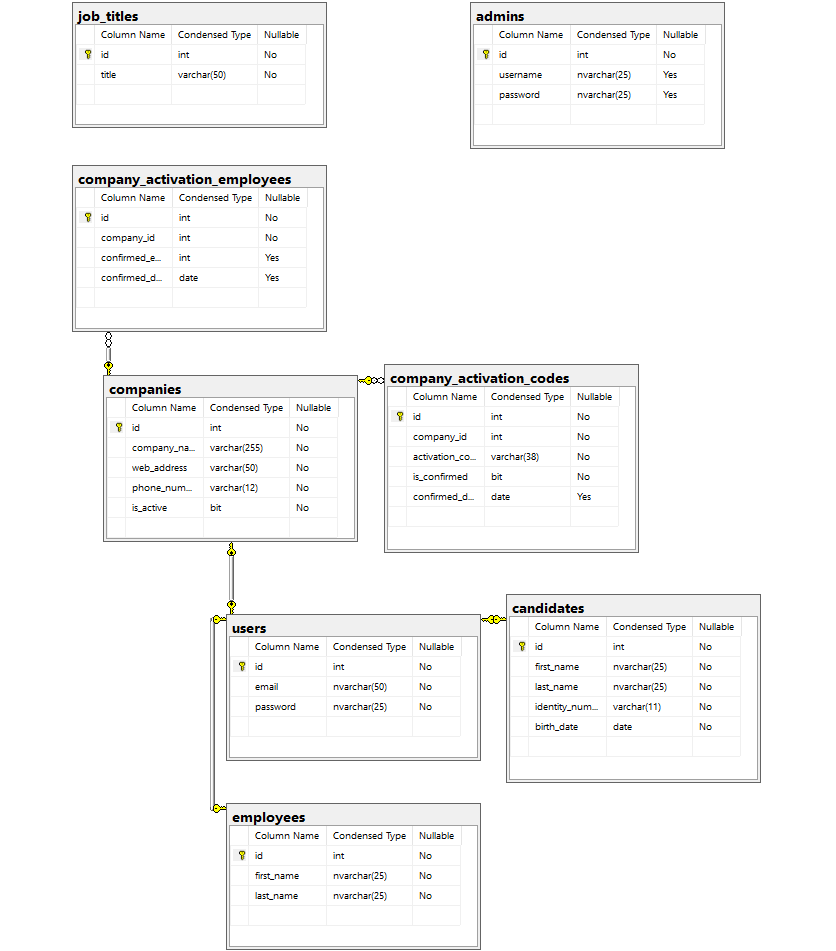 job_titles
Column Name Condensed Type Nullable
id int No
title varchar(50) No
admins
Column Name Condensed Type Nullable
id int No
username nvarchar(25) Yes
password nvarchar(25) Yes
company_activation_employees
Column Name Condensed Type Nullable
id int No
company_id int No
confirmed_e... int Yes
confirmed_d... date Yes
companies
Column Name Condensed Type Nullable
id int No
company_na... varchar(255) No
web_address varchar(50) No
phone_num... varchar(12) No
is_active bit No
company_activation_codes
Column Name Condensed Type Nullable
id int No
company_id int No
activation_co... varchar(38) No
is_confirmed bit No
confirmed_d... date Yes
users
Column Name Condensed Type Nullable
id int No
email nvarchar(50) No
password nvarchar(25) No
candidates
Column Name Condensed Type Nullable
id int No
first_name nvarchar(25) No
last_name nvarchar(25) No
identity_num... varchar(11) No
birth_date date No
employees
Column Name Condensed Type Nullable
id int No
first_name nvarchar(25) No
last_name nvarchar(25) No